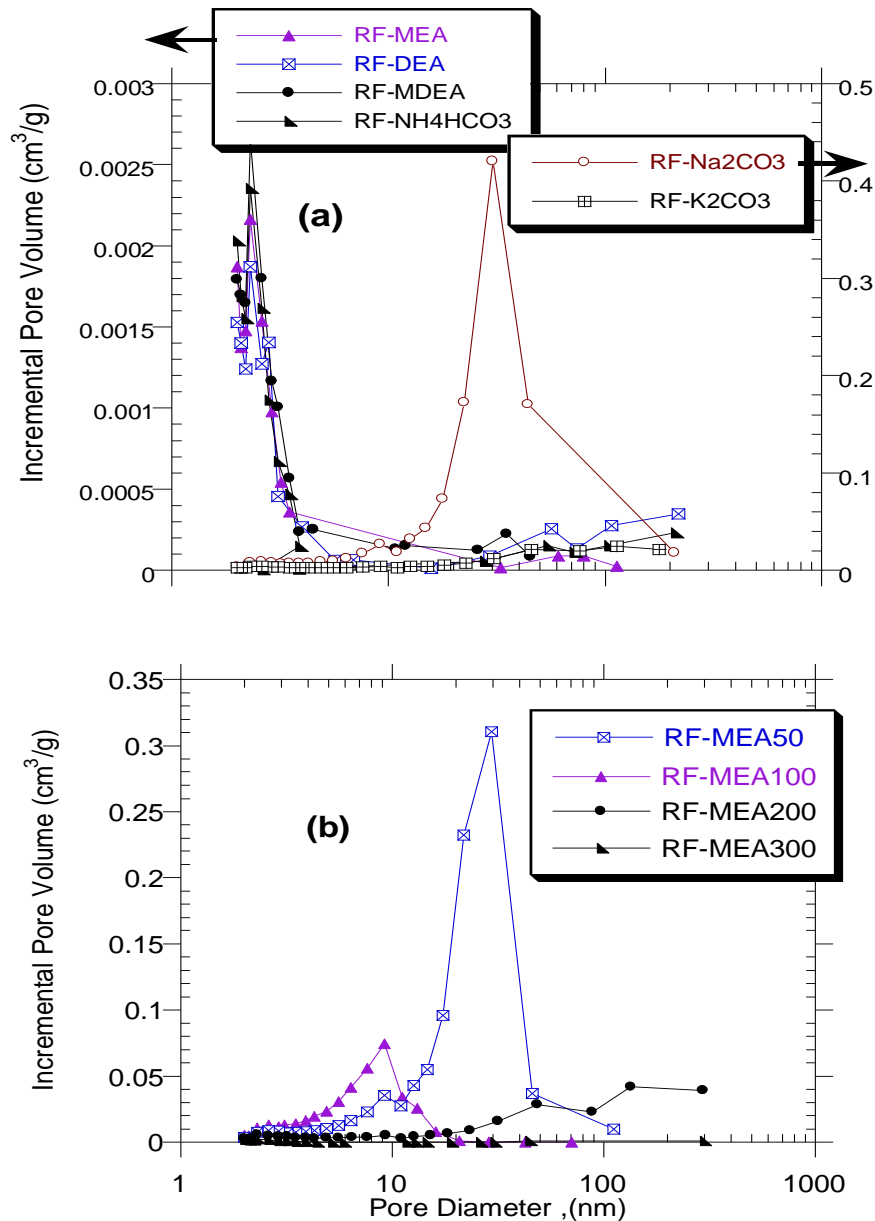 RF-MEA
RF-DEA
RF-MDEA
RF-NH4HCO3
RF-Na2CO3
RF-K2CO3
(a)
Incremental Pore Volume (cm³/g)
0.003
0.0025
0.002
0.0015
0.001
0.0005
0
0.5
0.4
0.3
0.2
0.1
0
RF-MEA50
RF-MEA100
RF-MEA200
RF-MEA300
(b)
Incremental Pore Volume (cm³/g)
0.35
0.3
0.25
0.2
0.15
0.1
0.05
0
1 10 100 1000
Pore Diameter ,(nm)